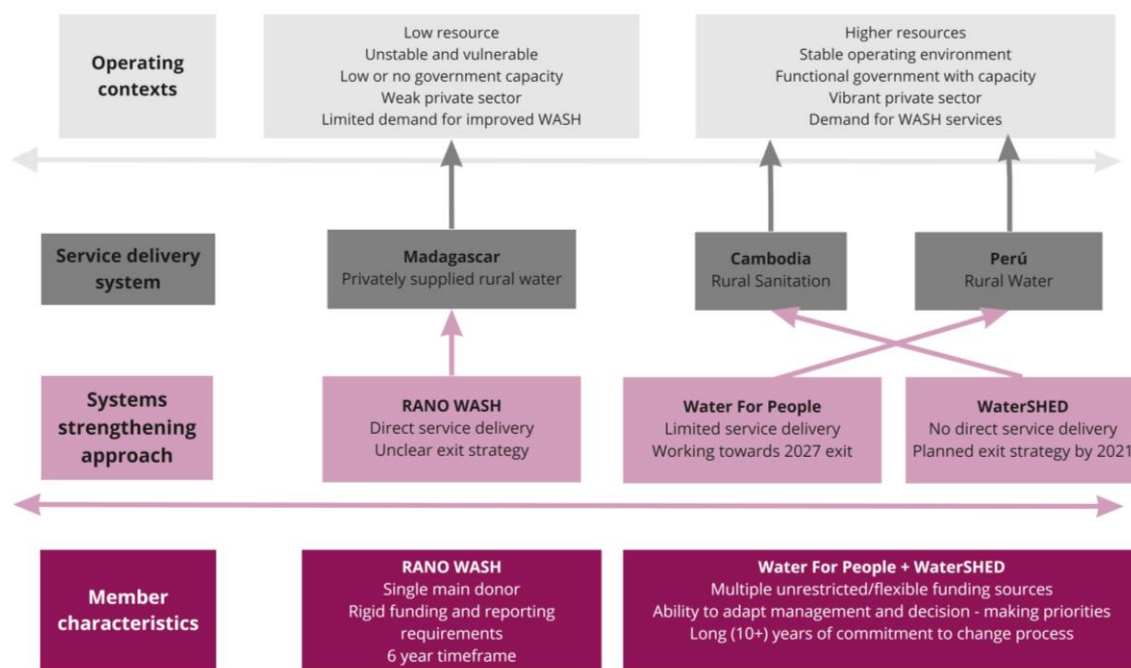 Operating
contexts
Low resource
Unstable and vulnerable
Low or no government capacity
Weak private sector
Limited demand for improved WASH
Higher resources
Stable operating environment
Functional government with capacity
Vibrant private sector
Demand for WASH services
Service delivery
system
Madagascar
Privately supplied rural water
Cambodia
Rural Sanitation
Perú
Rural Water
Systems
strengthening
approach
RANO WASH
Direct service delivery
Unclear exit strategy
Water For People
Limited service delivery
Working towards 2027 exit
WaterSHED
No direct service delivery
Planned exit strategy by 2021
Member
characteristics
RANO WASH
Single main donor
Rigid funding and reporting
requirements
6 year timeframe
Water For People + WaterSHED
Multiple unrestricted/flexible funding sources
Ability to adapt management and decision - making priorities
Long (10+) years of commitment to change process